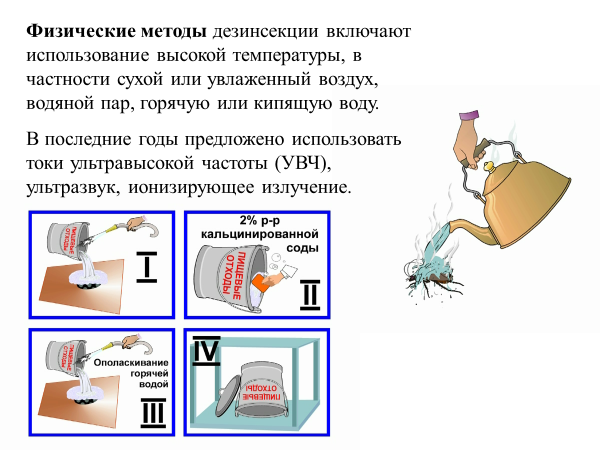 Физические методы дезинсекции включают
использование высокой температуры, в
частности сухой или увлаженный воздух,
водяной пар, горячую или кипящую воду.
В последние годы предложено использовать
токи ультравысокой частоты (УВЧ),
ультразвук, ионизирующее излучение.
ПИЩЕВЫЕ
ОТХОДЫ
I
2% р-р
кальцинированной
соды
ПИЩЕВЫЕ
ОТХОДЫ
II
ПИЩЕВЫЕ
ОТХОДЫ
Ополаскивание
горячей
водой
III
IV
ПИЩЕВЫЕ
ОТХОДЫ